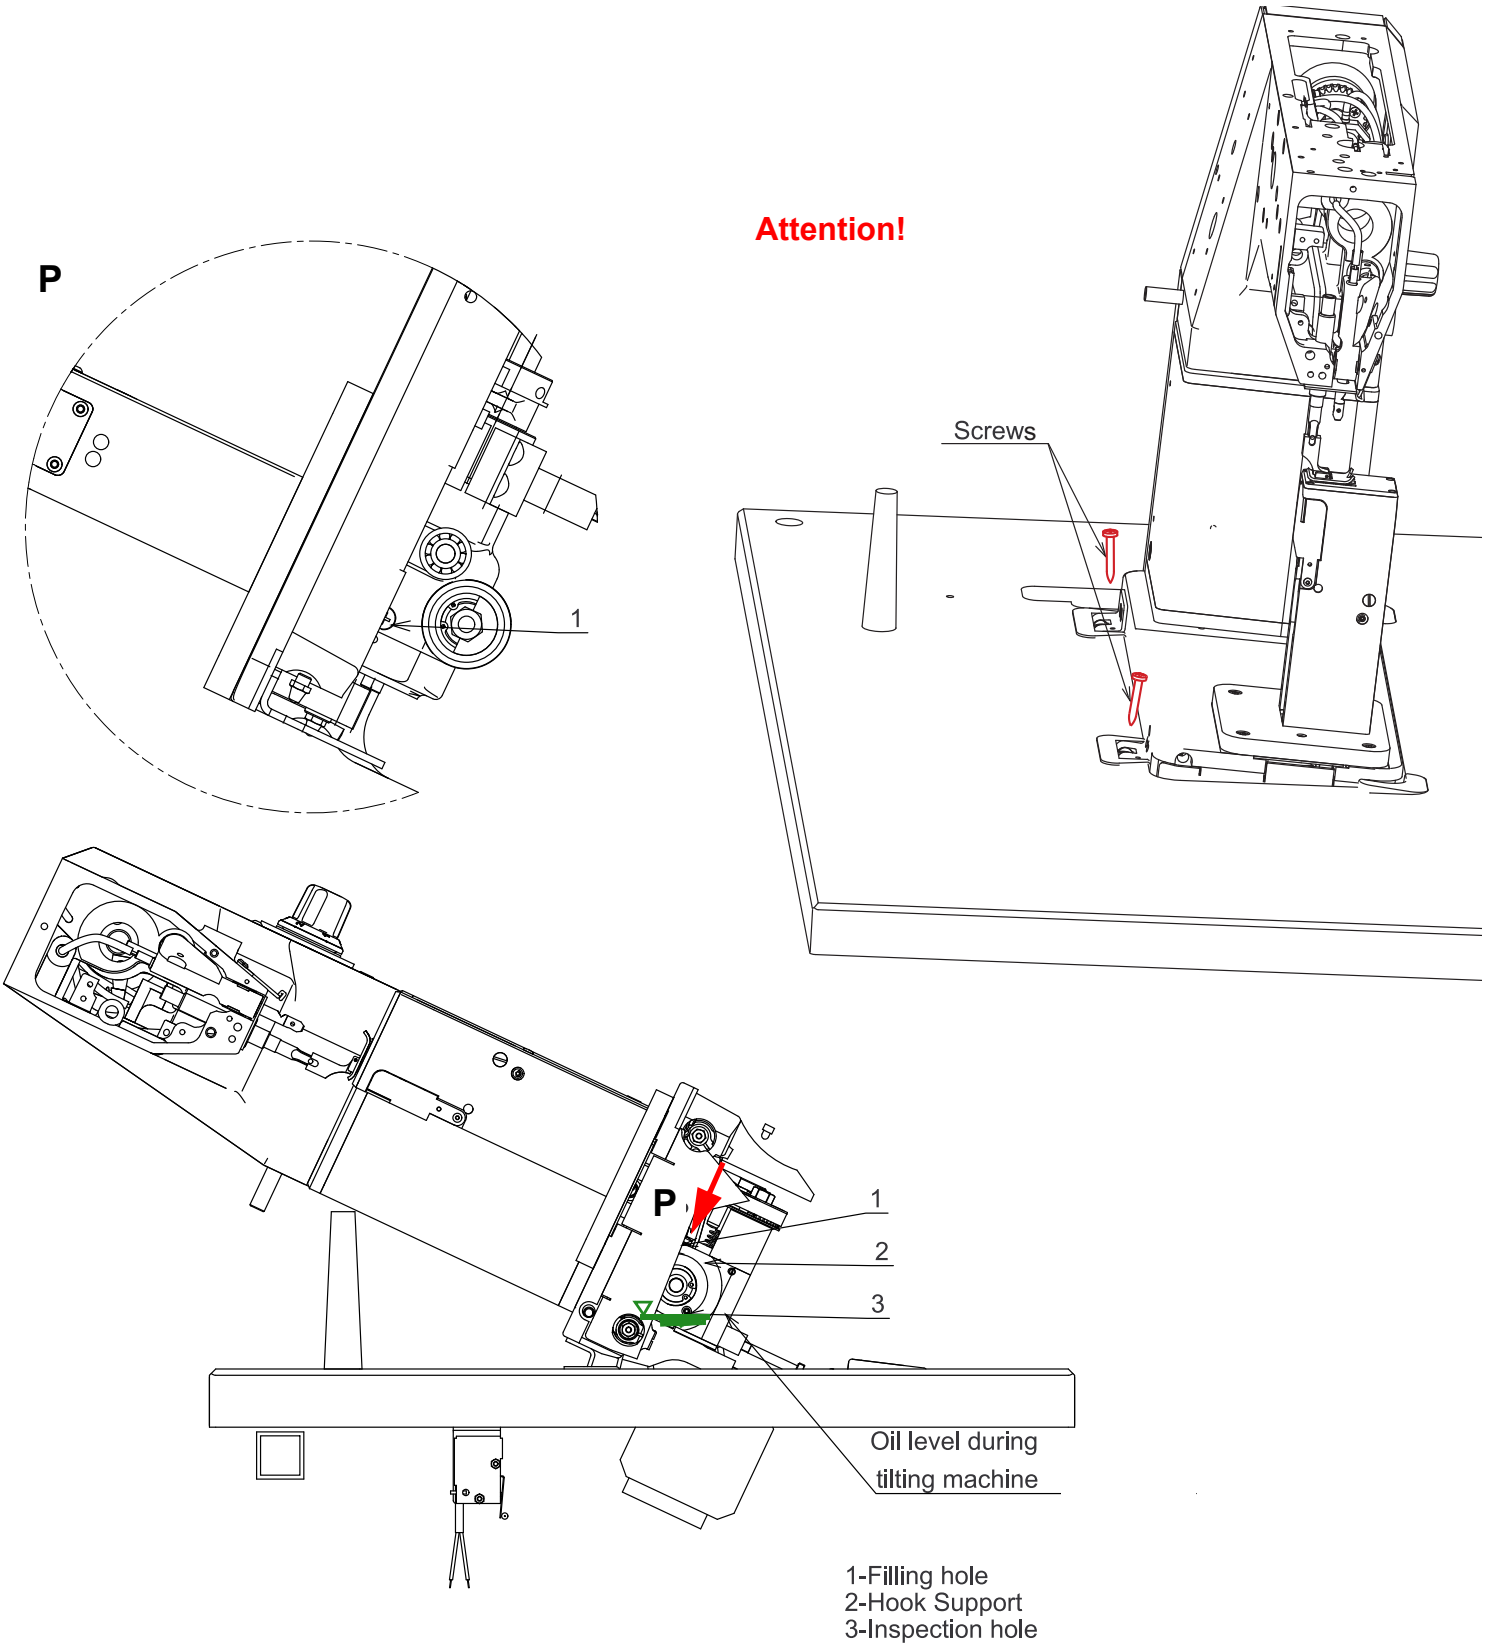 Attention!
P
Screws
1
P
1
2
3
Oil level during
tilting machine
1-Filling hole
2-Hook Support
3-Inspection hole